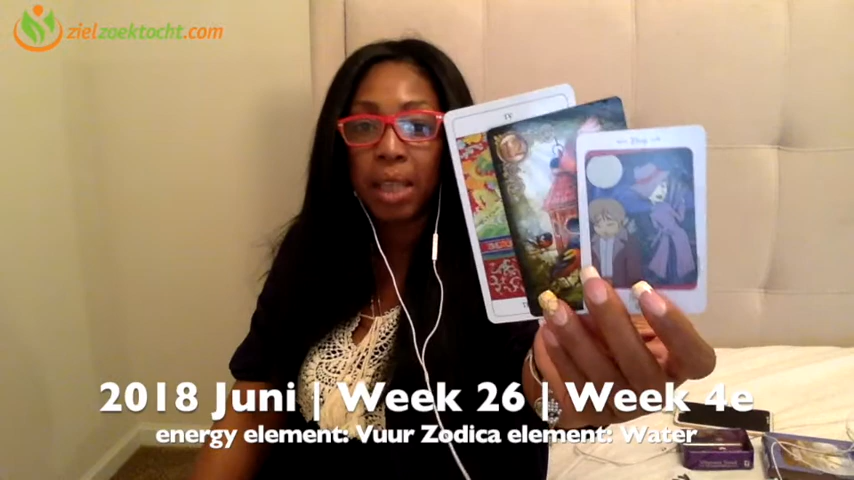 zielzoektocht.com
IV
2018 Juni | Week 26 | Week 4e
energy element: Vuur Zodica element: Water